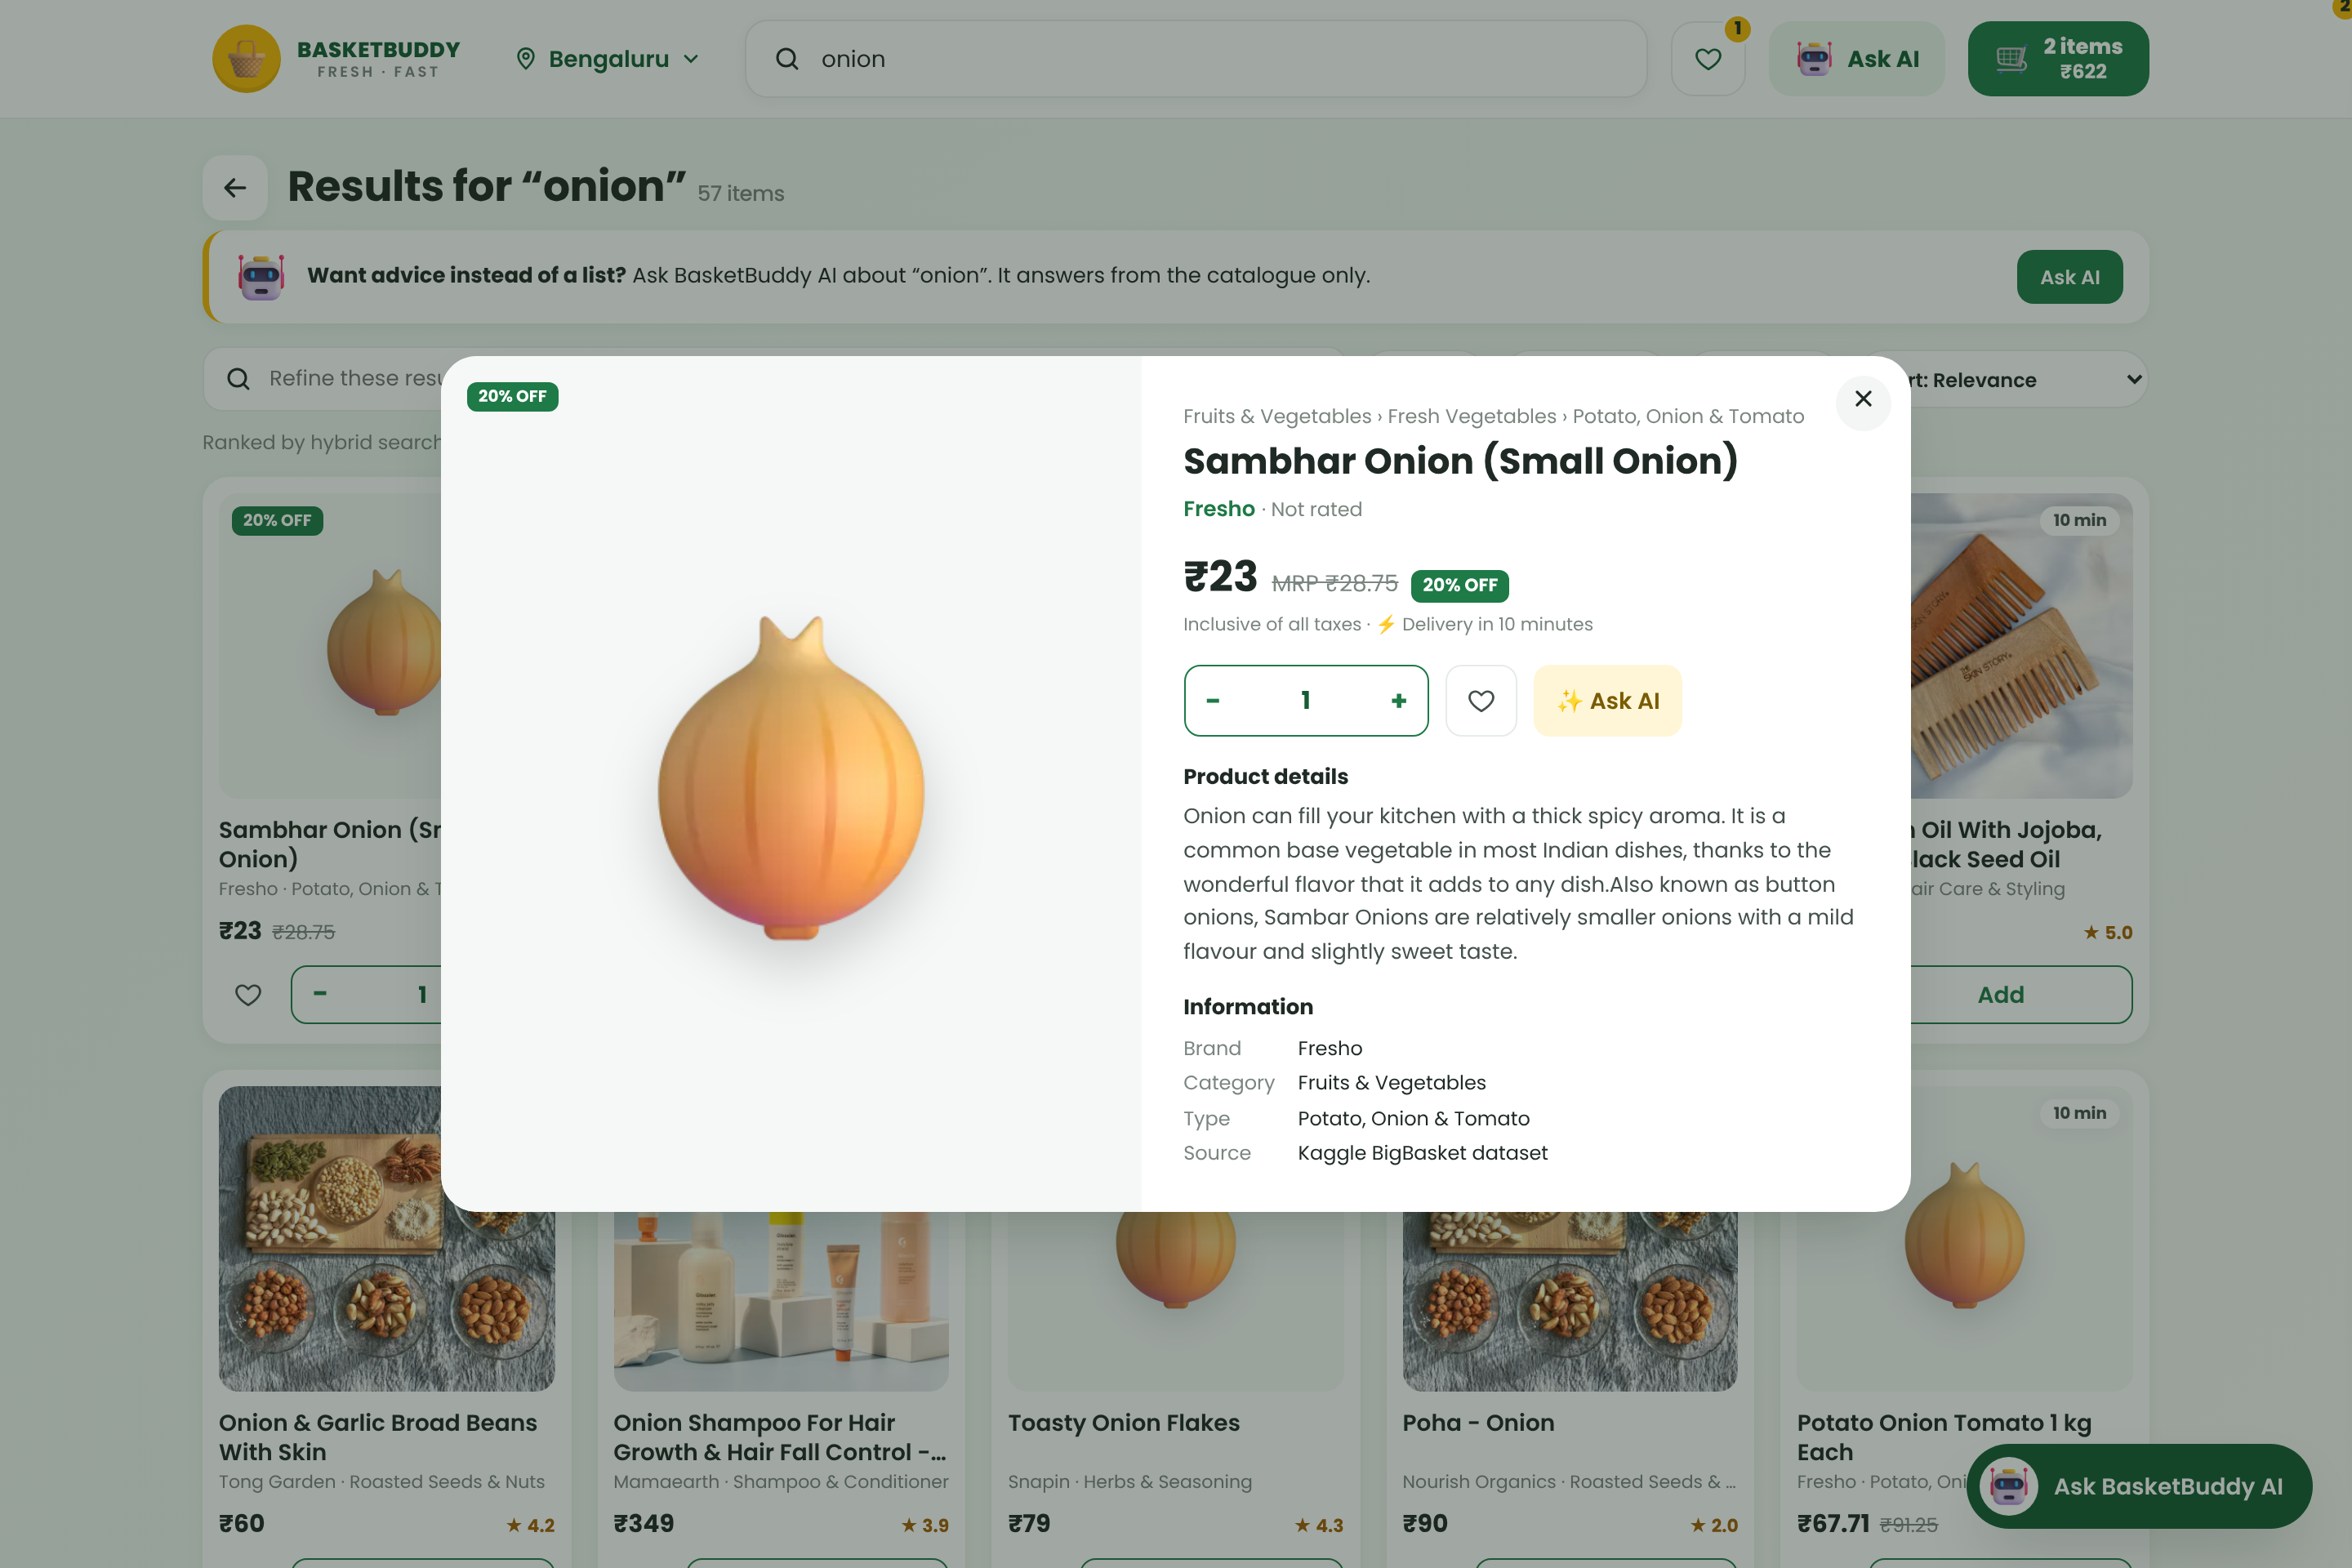 BASKETBUDDY
FRESH · FAST
Bengaluru
onion
1
Ask AI
2 items
₹622
2
Results for “onion” 57 items
Want advice instead of a list? Ask BasketBuddy AI about “onion”. It answers from the catalogue only.
Ask AI
Refine these
Relevance
Ranked by hybrid search
20% OFF
Fruits & Vegetables › Fresh Vegetables › Potato, Onion & Tomato
Sambhar Onion (Small Onion)
Fresho · Not rated
₹23 MRP ₹28.75 20% OFF
Inclusive of all taxes · ⚡ Delivery in 10 minutes
− 1 +
✨ Ask AI
Product details
Onion can fill your kitchen with a thick spicy aroma. It is a
common base vegetable in most Indian dishes, thanks to the
wonderful flavor that it adds to any dish.Also known as button
onions, Sambar Onions are relatively smaller onions with a mild
flavour and slightly sweet taste.
Information
Brand Fresho
Category Fruits & Vegetables
Type Potato, Onion & Tomato
Source Kaggle BigBasket dataset
20% OFF
Sambhar Onion
Onion)
Fresho · Potato, Onion &
₹23 ₹28.75
− 1
10 min
SKIN STORY
Oil With Jojoba,
Seed Oil
Care & Styling
★ 5.0
Add
Onion & Garlic Broad Beans
With Skin
Tong Garden · Roasted Seeds & Nuts
₹60 ★ 4.2
Onion Shampoo For Hair
Growth & Hair Fall Control -...
Mamaearth · Shampoo & Conditioner
₹349 ★ 3.9
Toasty Onion Flakes
Snapin · Herbs & Seasoning
₹79 ★ 4.3
Poha - Onion
Nourish Organics · Roasted Seeds & ...
₹90 ★ 2.0
10 min
Potato Onion Tomato 1 kg
Each
Fresho · Potato,
₹67.71 ₹91.25
Ask BasketBuddy AI